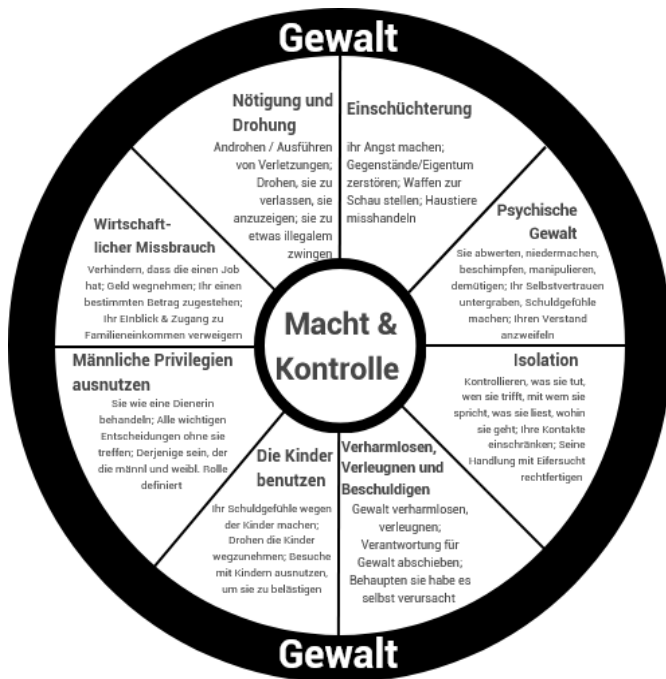 Gewalt
Nötigung und
Drohung
Androhen / Ausführen
von Verletzungen;
Drohen, sie zu
verlassen, sie
anzuzeigen; sie zu
etwas illegalem
zwingen
Einschüchterung
ihr Angst machen;
Gegenstände/Eigentum
zerstören; Waffen zur
Schau stellen; Haustiere
misshandeln
Psychische
Gewalt
Sie abwerten, niedermachen,
beschimpfen, manipulieren,
demütigen; Ihr Selbstvertrauen
untergraben, Schuldgefühle
machen; Ihren Verstand
anzweifeln
Isolation
Kontrollieren, was sie tut,
wen sie trifft, mit wem sie
spricht, was sie liest, wohin
sie geht; Ihre Kontakte
einschränken; Seine
Handlung mit Eifersucht
rechtfertigen
Verharmlosen,
Verleugnen und
Beschuldigen
Gewalt verharmlosen,
verleugnen;
Verantwortung für
Gewalt abschieben;
Behaupten sie habe es
selbst verursacht
Die Kinder
benutzen
Ihr Schuldgefühle wegen
der Kinder machen;
Drohen die Kinder
wegzunehmen; Besuche
mit Kindern ausnutzen,
um sie zu belästigen
Männliche Privilegien
ausnutzen
Sie wie eine Dienerin
behandeln; Alle wichtigen
Entscheidungen ohne sie
treffen; Derjenige sein, der
die männl und weibl. Rolle
definiert
Wirtschaft-
licher Missbrauch
Verhindern, dass die einen Job
hat; Geld wegnehmen; Ihr einen
bestimmten Betrag zugestehen;
Ihr EInblick & Zugang zu
Familieneinkommen verweigern
Macht &
Kontrolle
Gewalt